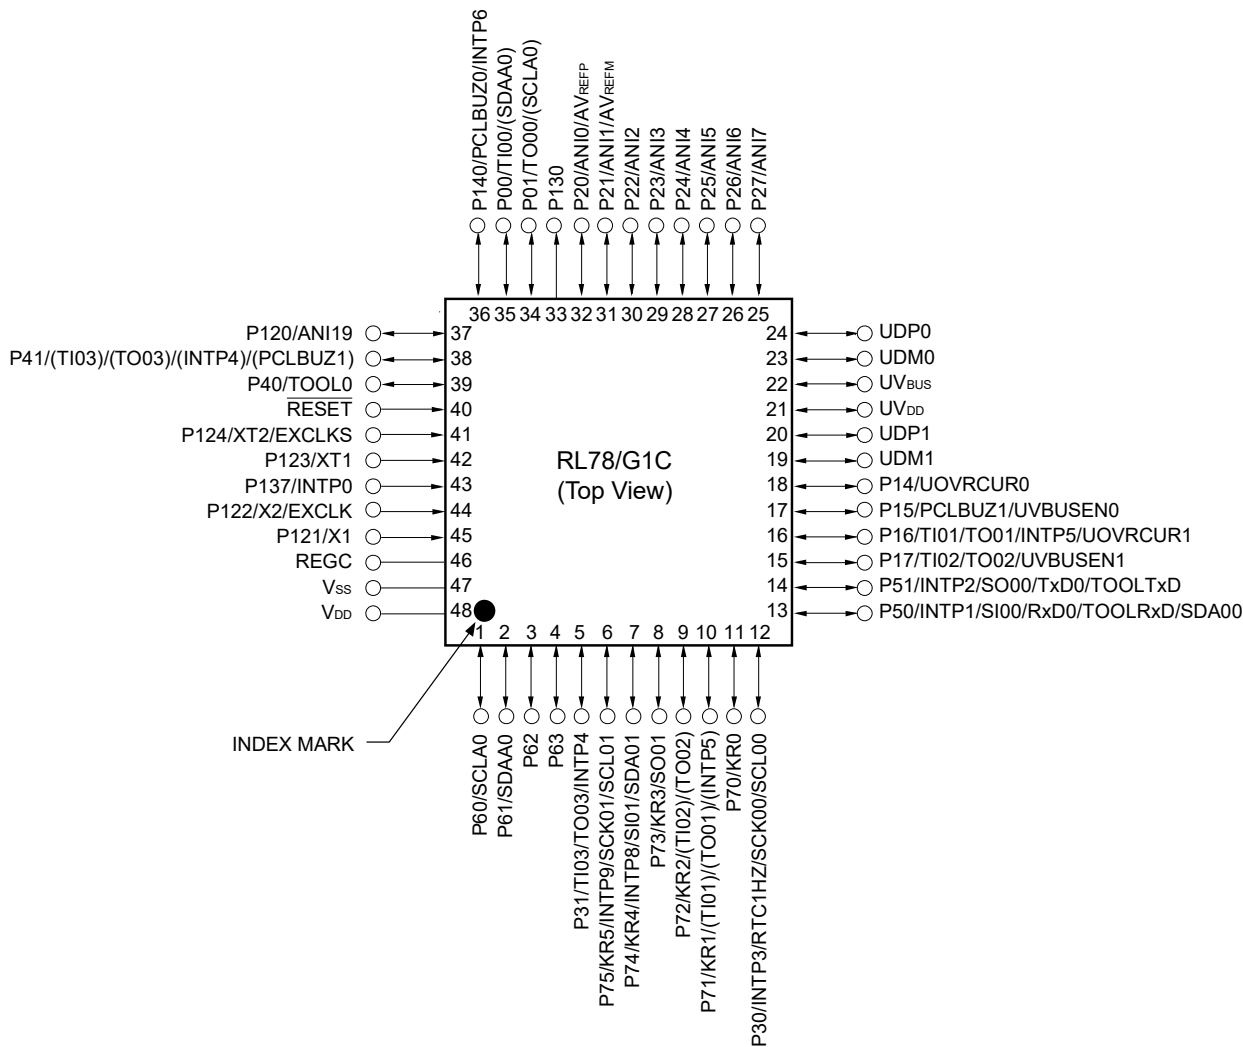 P140/PCLBUZ0/INTP6
P00/TI00/(SDAA0)
P01/TO00/(SCLA0)
P130
P20/ANI0/AVREFP
P21/ANI1/AVREFM
P22/ANI2
P23/ANI3
P24/ANI4
P25/ANI5
P26/ANI6
P27/ANI7
36 35 34 33 32 31 30 29 28 27 26 25
P120/ANI19 37
P41/(TI03)/(TO03)/(INTP4)/(PCLBUZ1) 38
P40/TOOL0 39
RESET 40
P124/XT2/EXCLKS 41
P123/XT1 42
P137/INTP0 43
P122/X2/EXCLK 44
P121/X1 45
REGC 46
VSS 47
VDD 48
RL78/G1C
(Top View)
24 UDP0
23 UDM0
22 UVBUS
21 UVDD
20 UDP1
19 UDM1
18 P14/UOVRCUR0
17 P15/PCLBUZ1/UVBUSEN0
16 P16/TI01/TO01/INTP5/UOVRCUR1
15 P17/TI02/TO02/UVBUSEN1
14 P51/INTP2/SO00/TxD0/TOOLTxD
13 P50/INTP1/SI00/RxD0/TOOLRxD/SDA00
1 2 3 4 5 6 7 8 9 10 11 12
INDEX MARK
P60/SCLA0
P61/SDAA0
P62
P63
P31/TI03/TO03/INTP4
P75/KR5/INTP9/SCK01/SCL01
P74/KR4/INTP8/SI01/SDA01
P73/KR3/SO01
P72/KR2/(TI02)/(TO02)
P71/KR1/(TI01)/(TO01)/(INTP5)
P70/KR0
P30/INTP3/RTC1HZ/SCK00/SCL00